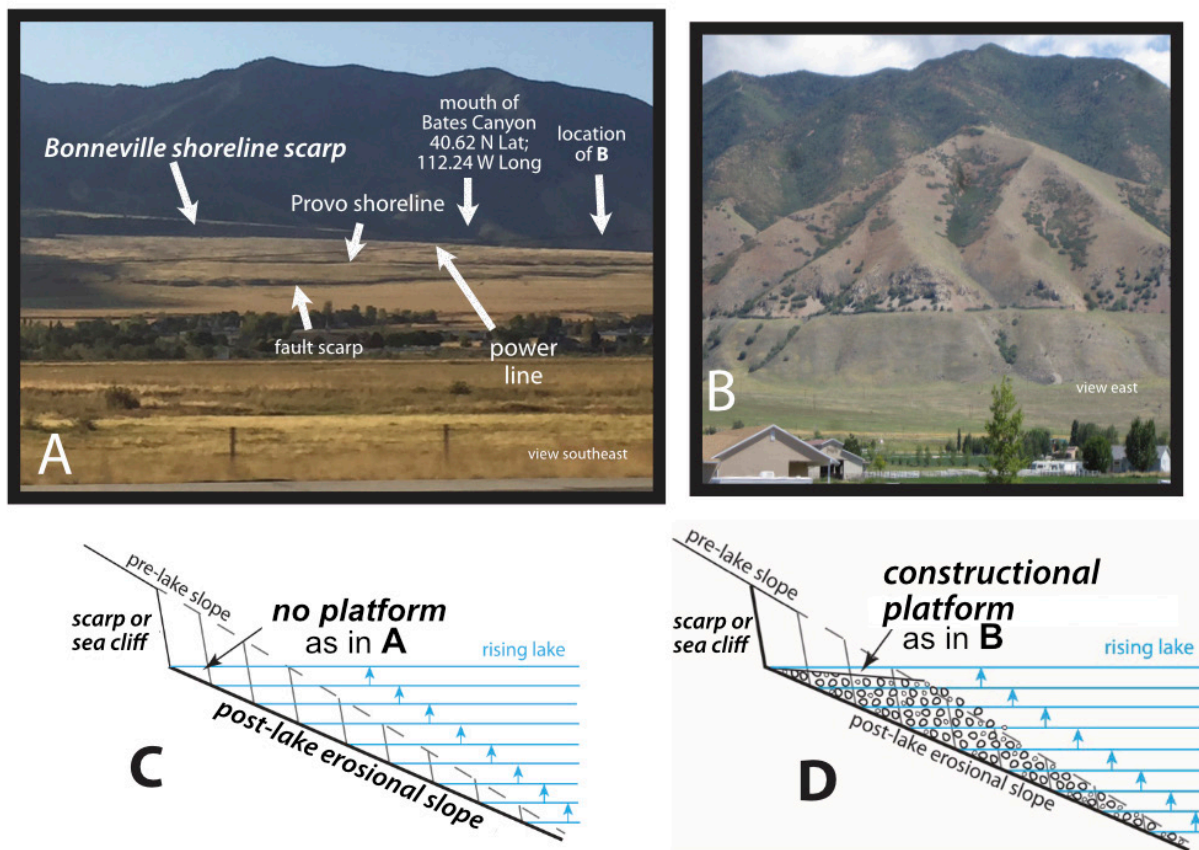 Bonneville shoreline scarp
Provo shoreline
mouth of
Bates Canyon
40.62 N Lat;
112.24 W Long
location
of B
fault scarp
power
line
A
view southeast
B
view east
pre-lake slope
scarp or
sea cliff
no platform
as in A
rising lake
post-lake erosional slope
C
pre-lake slope
scarp or
sea cliff
constructional
platform
as in B
rising lake
post-lake erosional slope
D